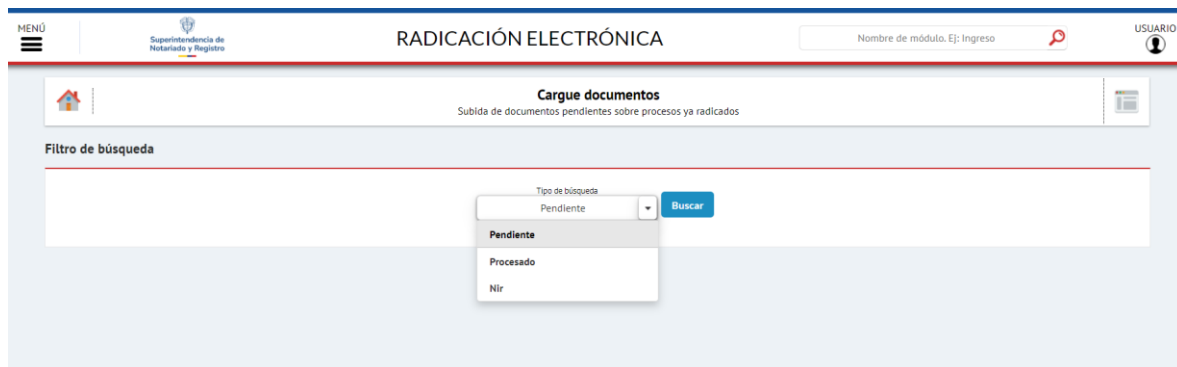 MENÚ
Superintendencia de
Notariado y Registro
RADICACIÓN ELECTRÓNICA
Nombre de módulo. Ej: Ingreso
USUARIO
Cargue documentos
Subida de documentos pendientes sobre procesos ya radicados
Filtro de búsqueda
Tipo de búsqueda
Pendiente
Buscar
Pendiente
Procesado
Nir